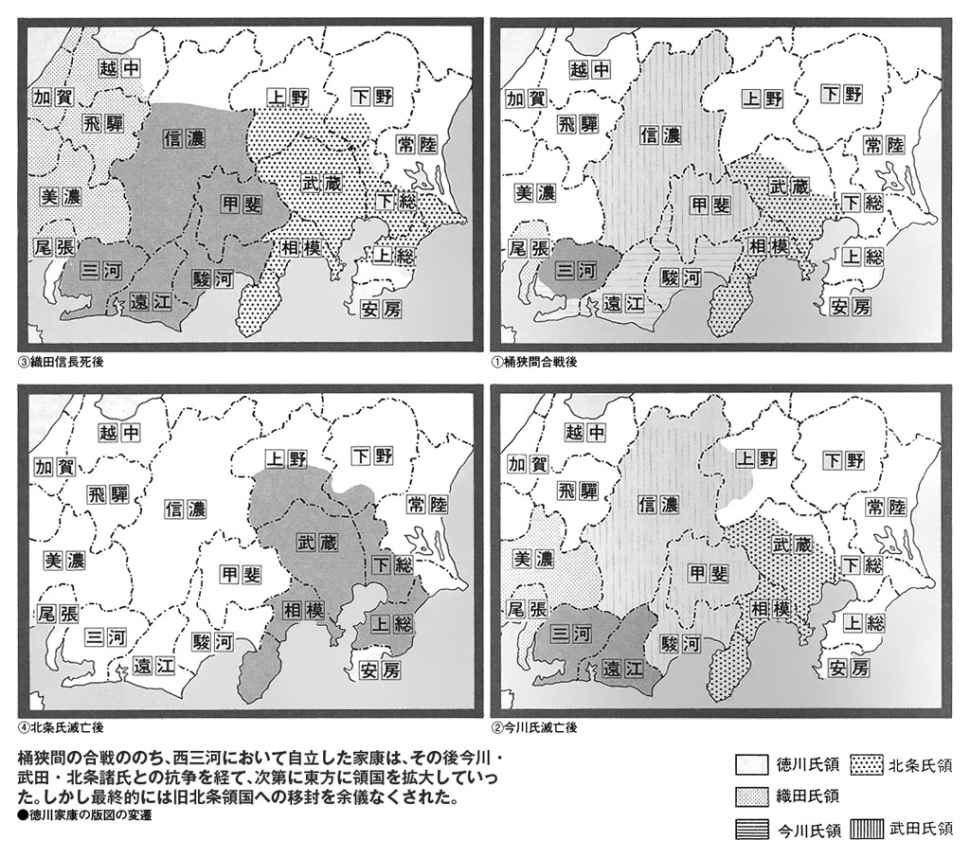 越中
上野
下野
加賀
飛騨
信濃
常陸
美濃
甲斐
武蔵
下総
尾張
三河
遠江
駿河
相模
上総
安房
③織田信長死後
越中
上野
下野
加賀
飛騨
信濃
常陸
美濃
甲斐
武蔵
下総
尾張
三河
遠江
駿河
相模
上総
安房
①桶狭間合戦後
越中
上野
下野
加賀
飛騨
信濃
常陸
美濃
甲斐
武蔵
下総
尾張
三河
遠江
駿河
相模
上総
安房
④北条氏滅亡後
越中
上野
下野
加賀
飛騨
信濃
常陸
美濃
甲斐
武蔵
下総
尾張
三河
遠江
駿河
相模
上総
安房
②今川氏滅亡後
桶狭間の合戦ののち、西三河において自立した家康は、その後今川・
武田・北条諸氏との抗争を経て、次第に東方に領国を拡大していっ
た。しかし最終的には旧北条領国への移封を余儀なくされた。
●徳川家康の版図の変遷
徳川氏領 北条氏領
織田氏領
今川氏領 武田氏領